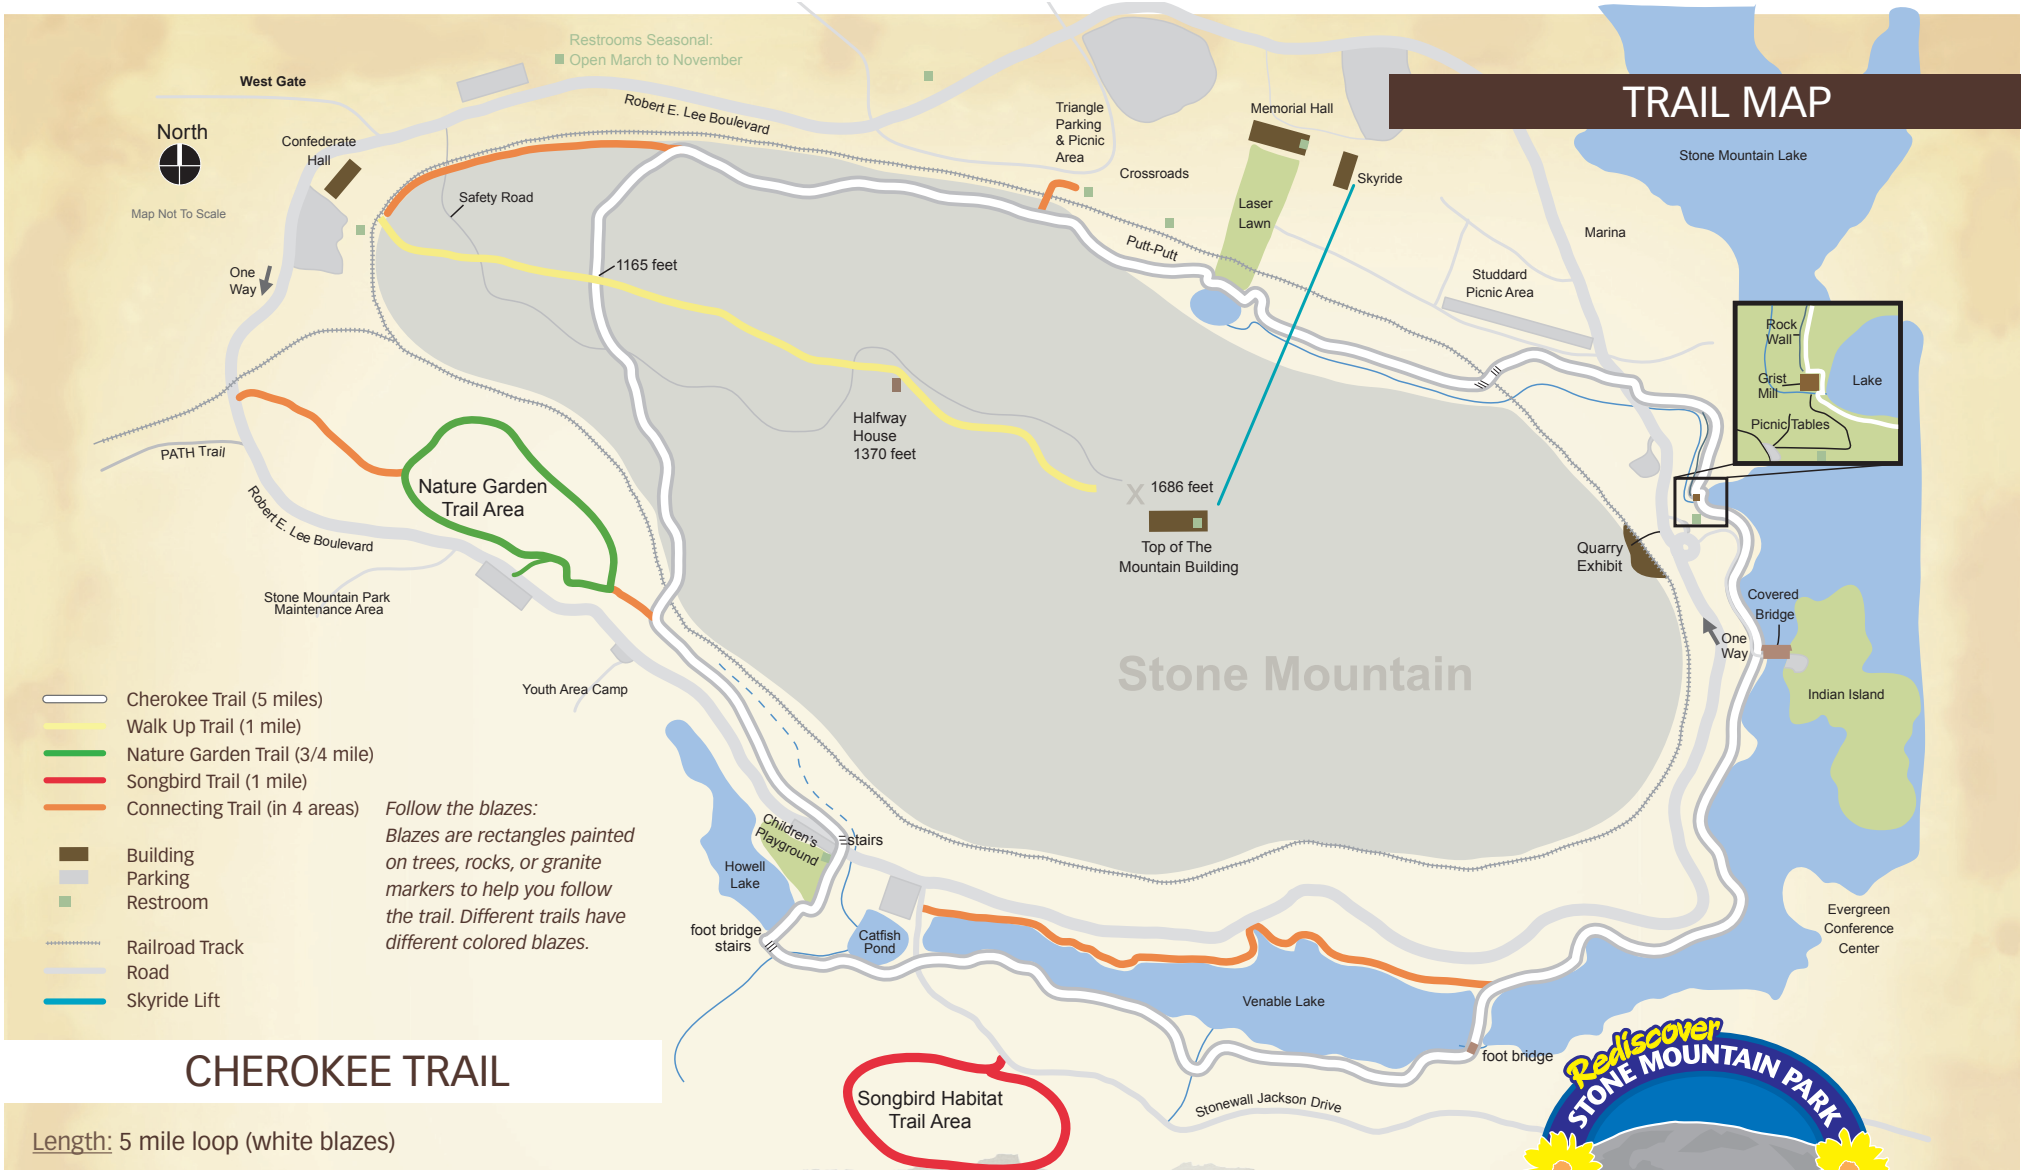 Restrooms Seasonal:
Open March to November
West Gate
TRAIL MAP
North
Map Not To Scale
Confederate
Hall
Robert E. Lee Boulevard
Triangle
Parking
& Picnic
Area
Memorial Hall
Crossroads
Skyride
Stone Mountain Lake
Safety Road
Laser
Lawn
Putt-Putt
Marina
One
Way
1165 feet
Studdard
Picnic Area
Rock
Wall
Grist
Mill
Lake
Picnic Tables
Halfway
House
1370 feet
PATH Trail
Nature Garden
Trail Area
1686 feet
X
Robert E. Lee Boulevard
Top of The
Mountain Building
Quarry
Exhibit
Stone Mountain Park
Maintenance Area
Covered
Bridge
One
Way
Stone Mountain
Indian Island
Youth Area Camp
Cherokee Trail (5 miles)
Walk Up Trail (1 mile)
Nature Garden Trail (3/4 mile)
Songbird Trail (1 mile)
Connecting Trail (in 4 areas)
Building
Parking
Restroom
Railroad Track
Road
Skyride Lift
Follow the blazes:
Blazes are rectangles painted
on trees, rocks, or granite
markers to help you follow
the trail. Different trails have
different colored blazes.
Children's
Playground
stairs
Howell
Lake
foot bridge
stairs
Catfish
Pond
Evergreen
Conference
Center
Venable Lake
foot bridge
Songbird Habitat
Trail Area
Stonewall Jackson Drive
Rediscover
STONE MOUNTAIN PARK
CHEROKEE TRAIL
Length: 5 mile loop (white blazes)